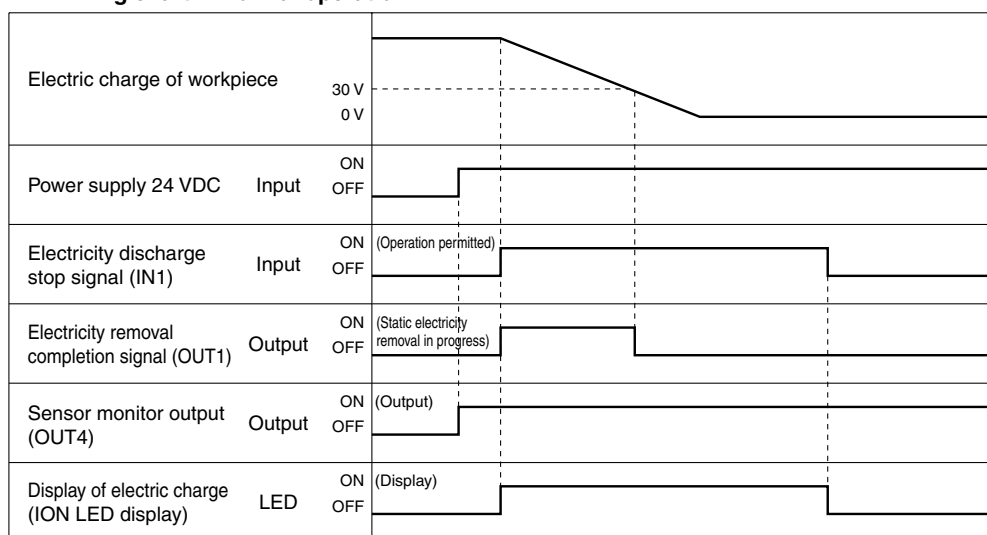 Electric charge of workpiece
30 V
0 V
Power supply 24 VDC Input ON
OFF
Electricity discharge
stop signal (IN1) Input ON (Operation permitted)
OFF
Electricity removal
completion signal (OUT1) Output ON (Static electricity
OFF removal in progress)
Sensor monitor output
(OUT4) Output ON (Output)
OFF
Display of electric charge
(ION LED display) LED ON (Display)
OFF